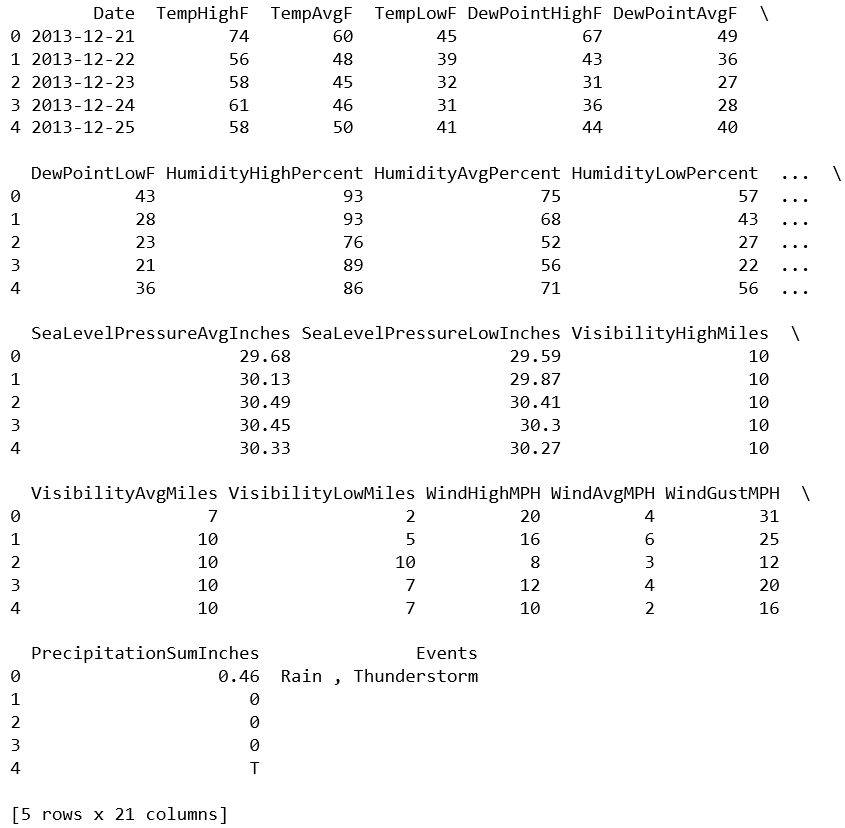 Date  TempHighF  TempAvgF  TempLowF DewPointHighF DewPointAvgF  \
0 2013-12-21         74        60        45            67           49
1 2013-12-22         56        48        39            43           36
2 2013-12-23         58        45        32            31           27
3 2013-12-24         61        46        31            36           28
4 2013-12-25         58        50        41            44           40

  DewPointLowF HumidityHighPercent HumidityAvgPercent HumidityLowPercent  ...  \
0           43                  93                 75                 57  ...
1           28                  93                 68                 43  ...
2           23                  76                 52                 27  ...
3           21                  89                 56                 22  ...
4           36                  86                 71                 56  ...

  SeaLevelPressureAvgInches SeaLevelPressureLowInches VisibilityHighMiles  \
0                     29.68                     29.59                  10
1                     30.13                     29.87                  10
2                     30.49                     30.41                  10
3                     30.45                      30.3                  10
4                     30.33                     30.27                  10

  VisibilityAvgMiles VisibilityLowMiles WindHighMPH WindAvgMPH WindGustMPH  \
0                  7                  2          20          4          31
1                 10                  5          16          6          25
2                 10                 10           8          3          12
3                 10                  7          12          4          20
4                 10                  7          10          2          16

  PrecipitationSumInches               Events
0                   0.46  Rain , Thunderstorm
1                      0
2                      0
3                      0
4                      T

[5 rows x 21 columns]